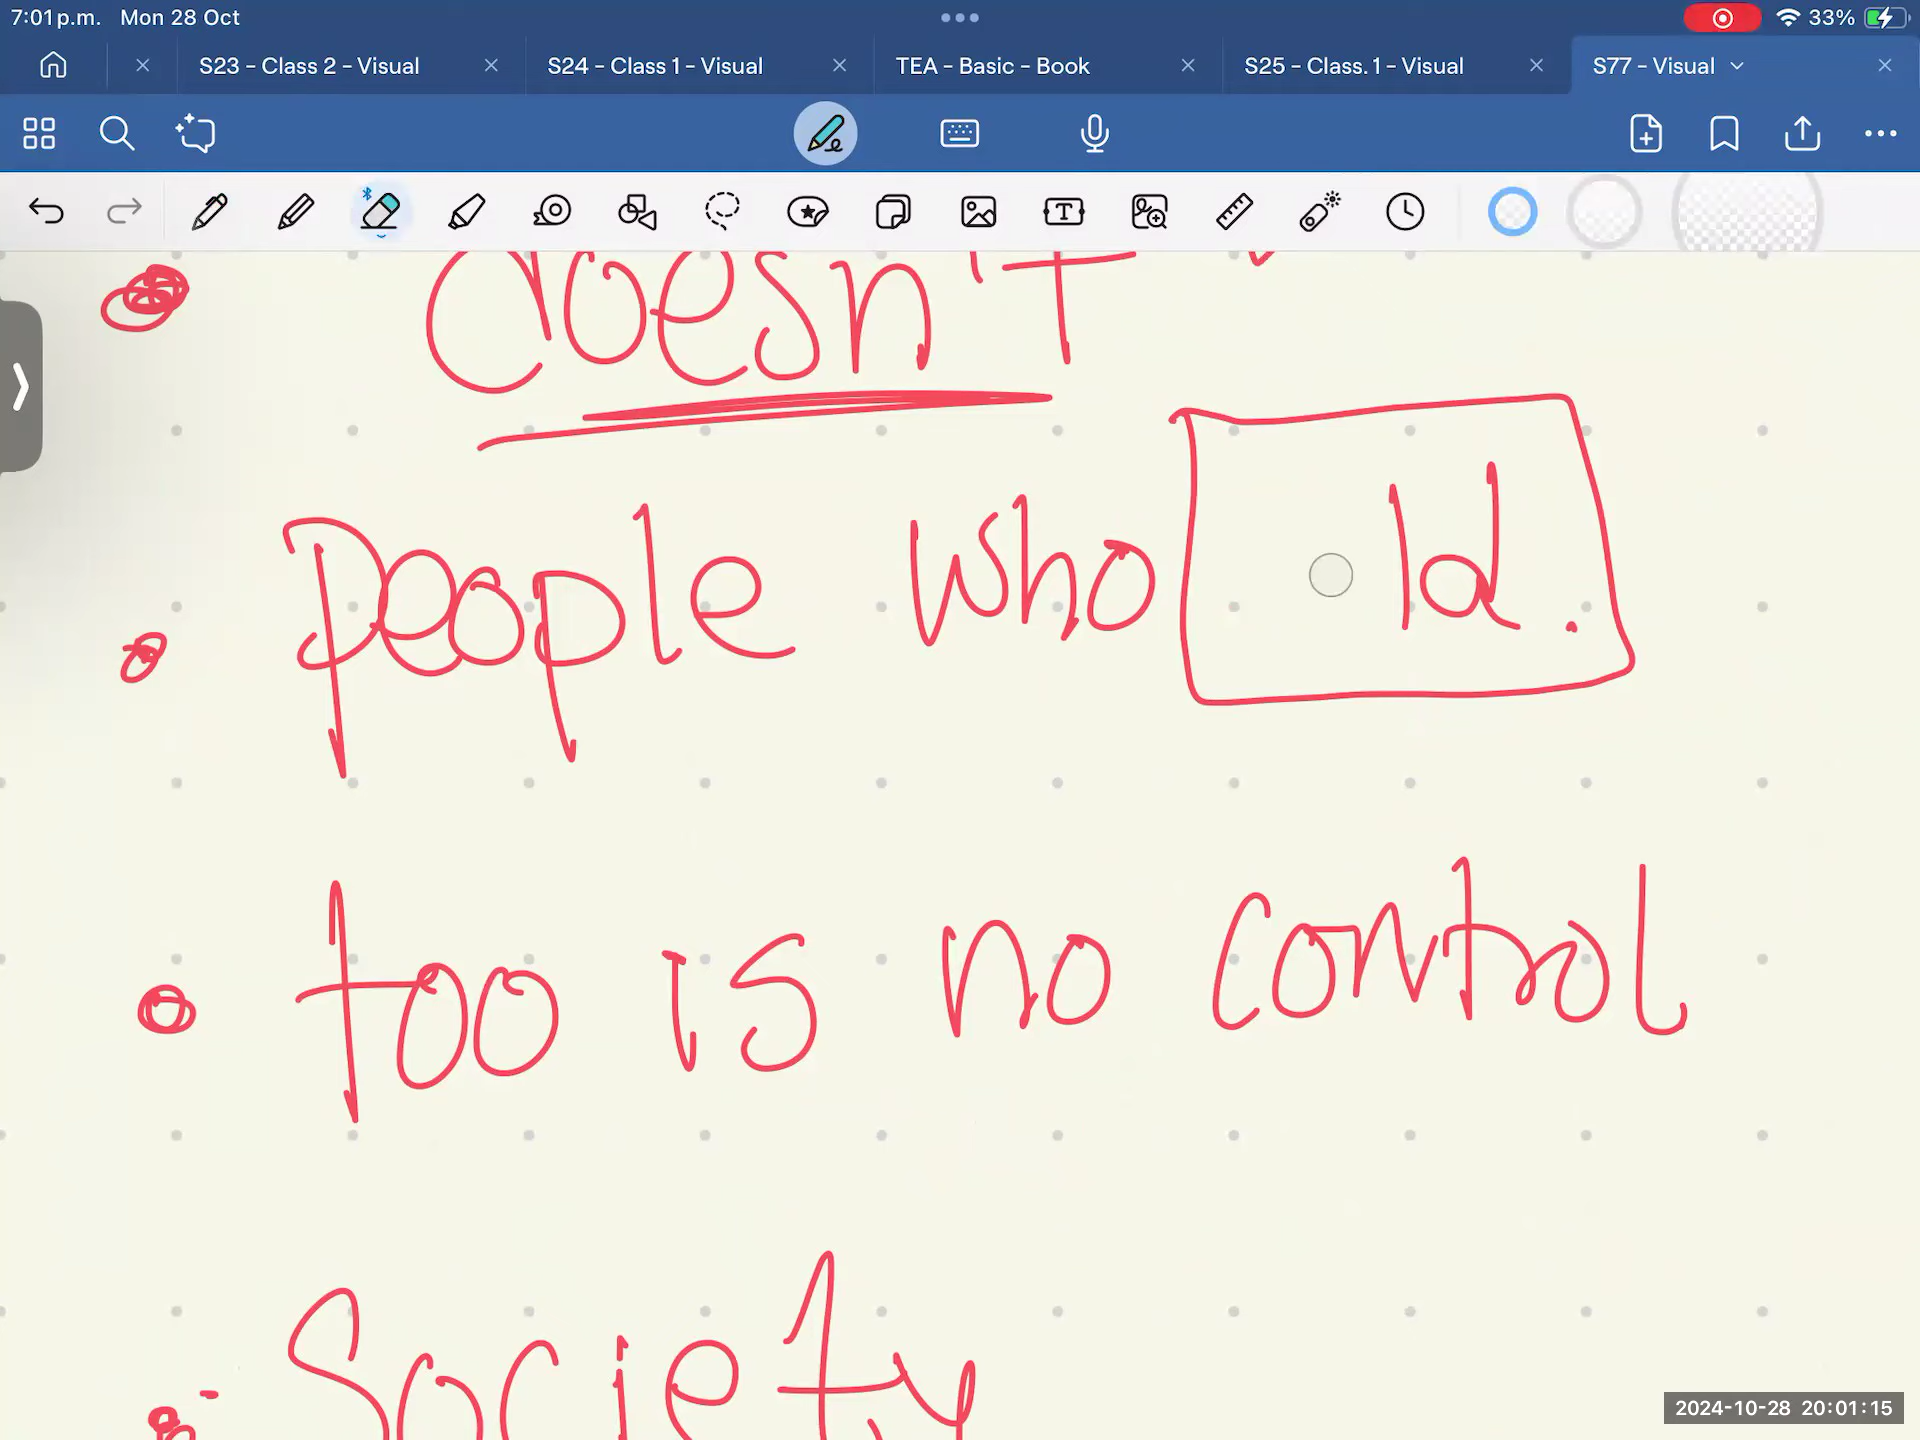 7:01 p.m. Mon 28 Oct
33%
S23 - Class 2 - Visual
S24 - Class 1 - Visual
TEA - Basic - Book
S25 - Class. 1 - Visual
S77 - Visual
doesn't
people who ld.
too is no control
society
2024-10-28 20:01:15